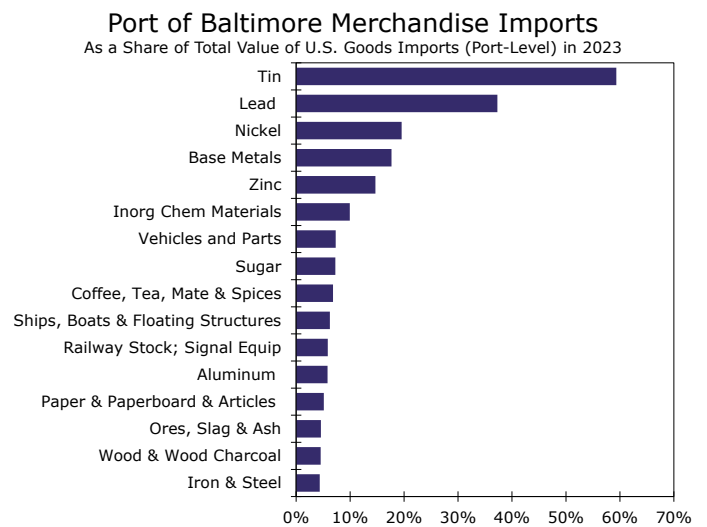 Port of Baltimore Merchandise Imports
As a Share of Total Value of U.S. Goods Imports (Port-Level) in 2023
Tin
Lead
Nickel
Base Metals
Zinc
Inorg Chem Materials
Vehicles and Parts
Sugar
Coffee, Tea, Mate & Spices
Ships, Boats & Floating Structures
Railway Stock; Signal Equip
Aluminum
Paper & Paperboard & Articles
Ores, Slag & Ash
Wood & Wood Charcoal
Iron & Steel
0% 10% 20% 30% 40% 50% 60% 70%